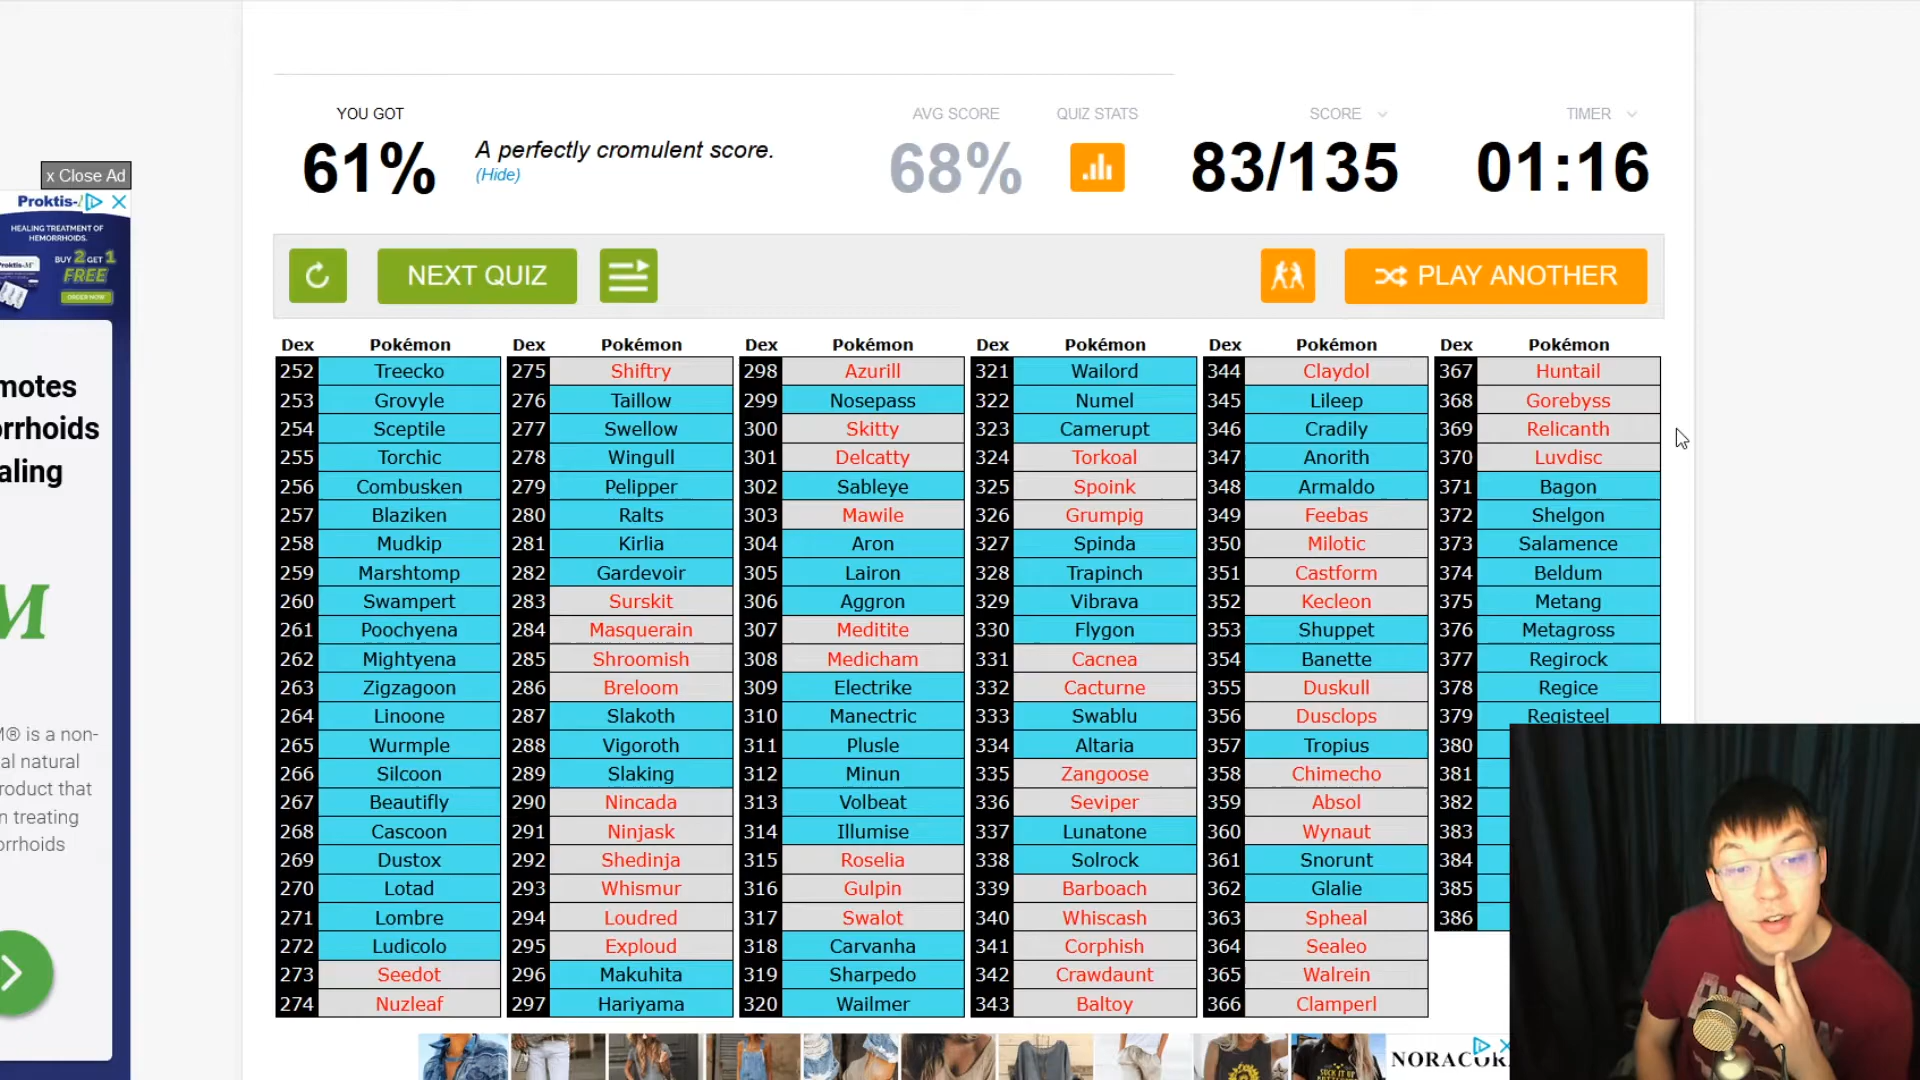 YOU GOT
61%
A perfectly cromulent score.
(Hide)
AVG SCORE
68%
QUIZ STATS
SCORE
83/135
TIMER
01:16
x Close Ad
HEALING TREATMENT OF
HEMORRHOIDS.
BUY 2 GET 1
FREE
ORDER NOW
NEXT QUIZ
PLAY ANOTHER
Dex Pokémon Dex Pokémon Dex Pokémon Dex Pokémon Dex Pokémon Dex Pokémon
252 Treecko 275 Shiftry 298 Azurill 321 Wailord 344 Claydol 367 Huntail
253 Grovyle 276 Taillow 299 Nosepass 322 Numel 345 Lileep 368 Gorebyss
254 Sceptile 277 Swellow 300 Skitty 323 Camerupt 346 Cradily 369 Relicanth
255 Torchic 278 Wingull 301 Delcatty 324 Torkoal 347 Anorith 370 Luvdisc
256 Combusken 279 Pelipper 302 Sableye 325 Spoink 348 Armaldo 371 Bagon
257 Blaziken 280 Ralts 303 Mawile 326 Grumpig 349 Feebas 372 Shelgon
258 Mudkip 281 Kirlia 304 Aron 327 Spinda 350 Milotic 373 Salamence
259 Marshtomp 282 Gardevoir 305 Lairon 328 Trapinch 351 Castform 374 Beldum
260 Swampert 283 Surskit 306 Aggron 329 Vibrava 352 Kecleon 375 Metang
261 Poochyena 284 Masquerain 307 Meditite 330 Flygon 353 Shuppet 376 Metagross
262 Mightyena 285 Shroomish 308 Medicham 331 Cacnea 354 Banette 377 Regirock
263 Zigzagoon 286 Breloom 309 Electrike 332 Cacturne 355 Duskull 378 Regice
264 Linoone 287 Slakoth 310 Manectric 333 Swablu 356 Dusclops 379 Registeel
265 Wurmple 288 Vigoroth 311 Plusle 334 Altaria 357 Tropius 380
266 Silcoon 289 Slaking 312 Minun 335 Zangoose 358 Chimecho 381
267 Beautifly 290 Nincada 313 Volbeat 336 Seviper 359 Absol 382
268 Cascoon 291 Ninjask 314 Illumise 337 Lunatone 360 Wynaut 383
269 Dustox 292 Shedinja 315 Roselia 338 Solrock 361 Snorunt 384
270 Lotad 293 Whismur 316 Gulpin 339 Barboach 362 Glalie 385
271 Lombre 294 Loudred 317 Swalot 340 Whiscash 363 Spheal 386
272 Ludicolo 295 Exploud 318 Carvanha 341 Corphish 364 Sealeo
273 Seedot 296 Makuhita 319 Sharpedo 342 Crawdaunt 365 Walrein
274 Nuzleaf 297 Hariyama 320 Wailmer 343 Baltoy 366 Clamperl
motes
orrhoids
aling
M
M® is a non-
al natural
roduct that
n treating
orrhoids